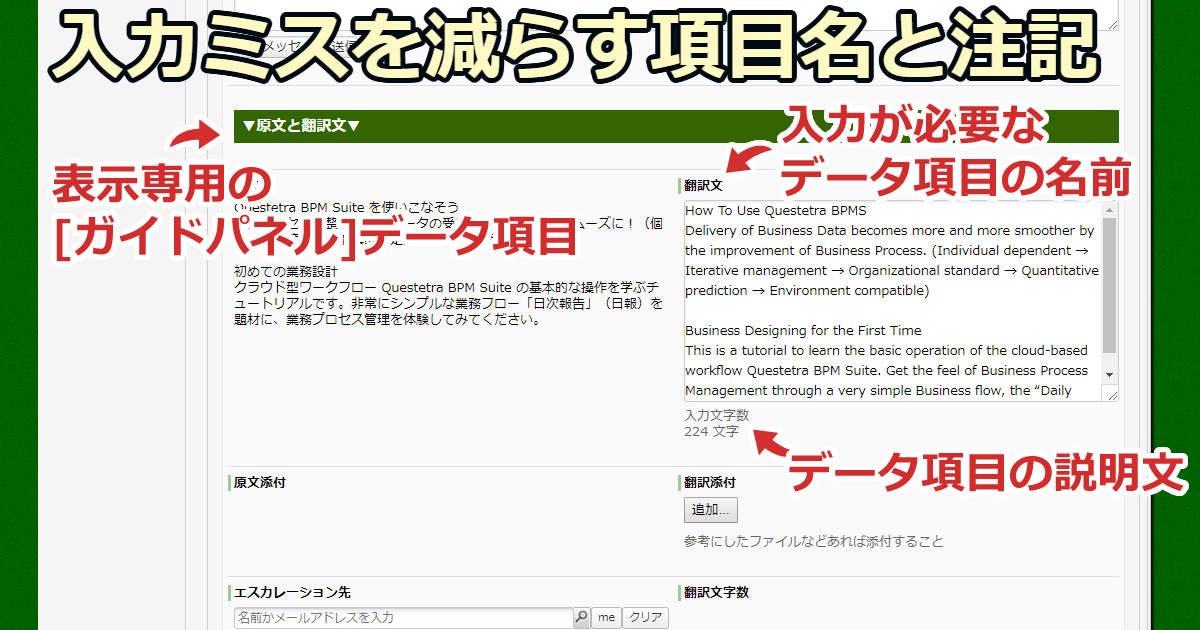 入力ミスを減らす項目名と注記
▼原文と翻訳文▼
表示専用の
[ガイドパネル]データ項目
入力が必要な
データ項目の名前
Questetra BPM Suite を使いこなそう
ムーズに！（個
初めての業務設計
クラウド型ワークフロー Questetra BPM Suite の基本的な操作を学ぶチ
ュートリアルです。非常にシンプルな業務フロー「日次報告」（日報）を
題材に、業務プロセス管理を体験してみてください。
翻訳文
How To Use Questetra BPMS
Delivery of Business Data becomes more and more smoother by
the improvement of Business Process. (Individual dependent →
Iterative management → Organizational standard → Quantitative
prediction → Environment compatible)
Business Designing for the First Time
This is a tutorial to learn the basic operation of the cloud-based
workflow Questetra BPM Suite. Get the feel of Business Process
Management through a very simple Business flow, the “Daily
入力文字数
224 文字
データ項目の説明文
原文添付
翻訳添付
追加...
参考にしたファイルなどあれば添付すること
エスカレーション先
名前かメールアドレスを入力
me
クリア
翻訳文字数